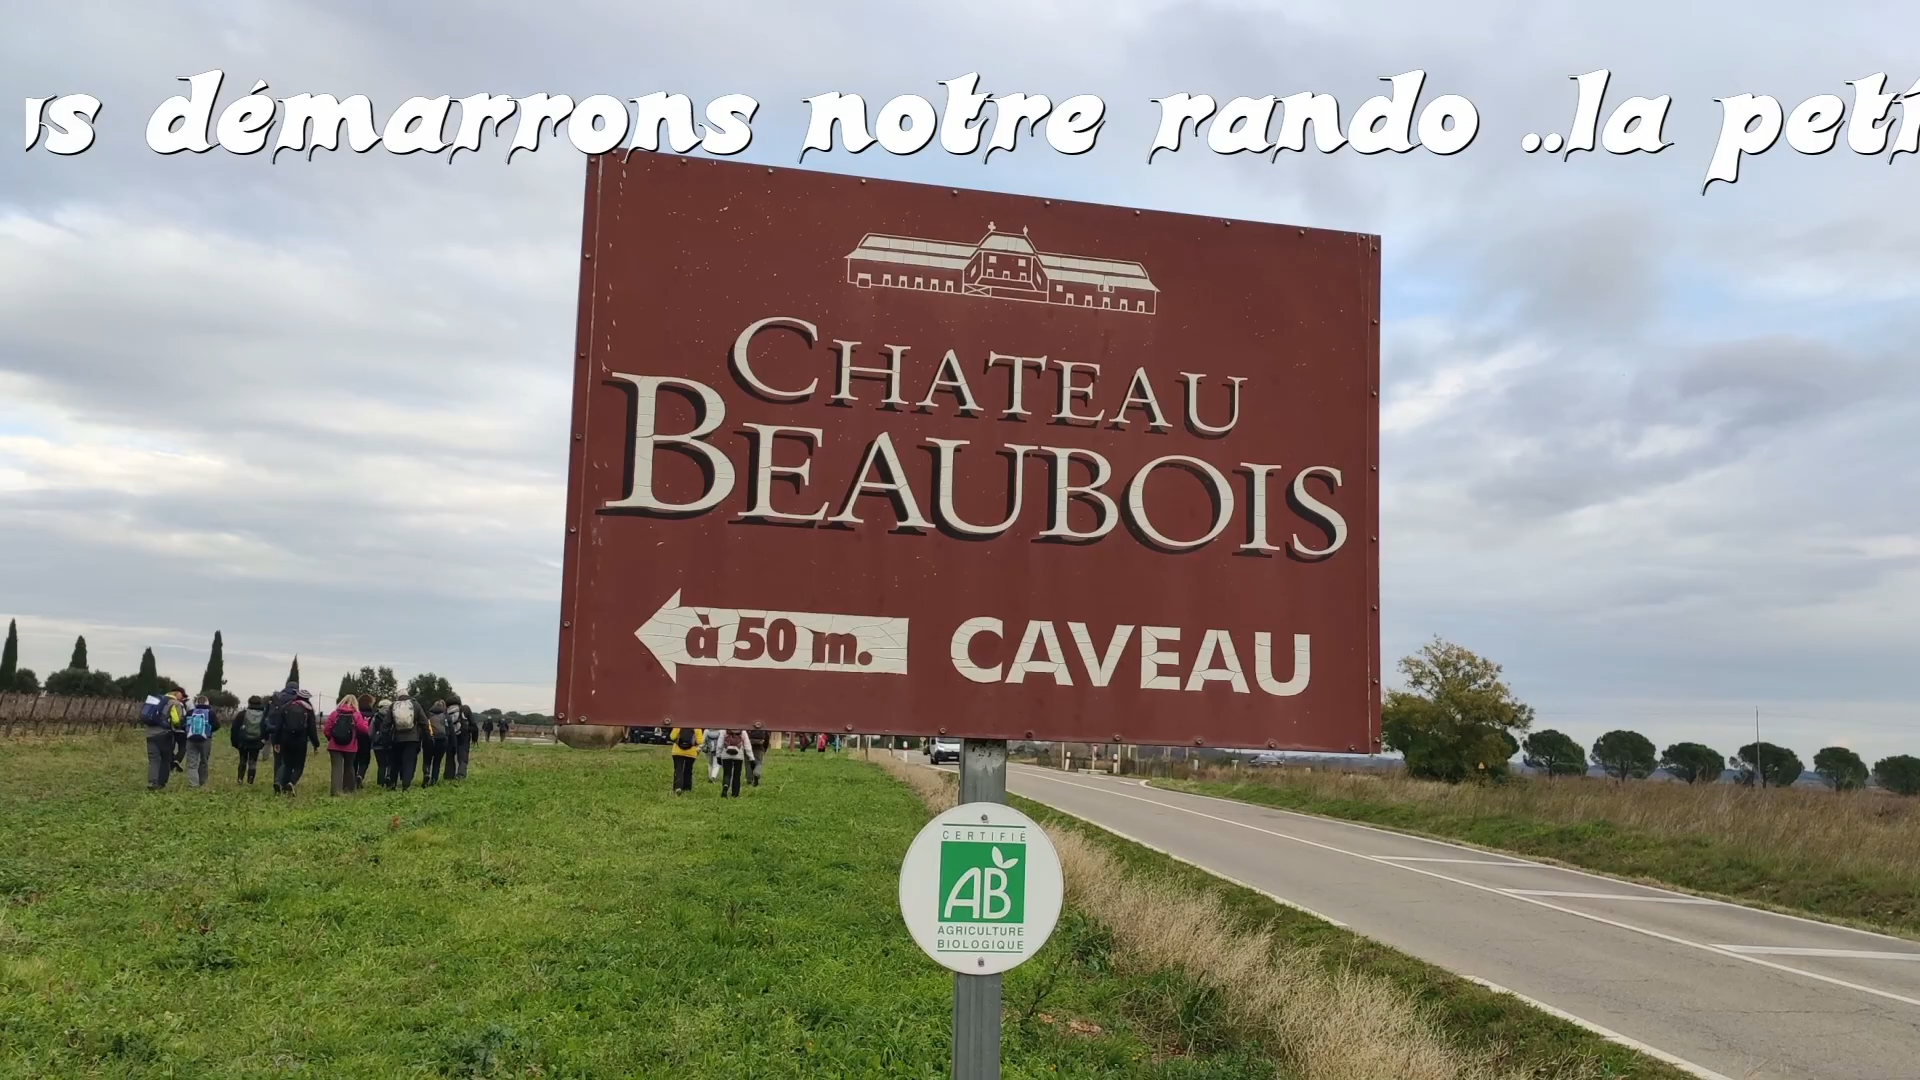 démarrons notre rando ..la
CHATEAU
BEAUBOIS
à 50 m. CAVEAU
CERTIFIÉ
AB
AGRICULTURE
BIOLOGIQUE